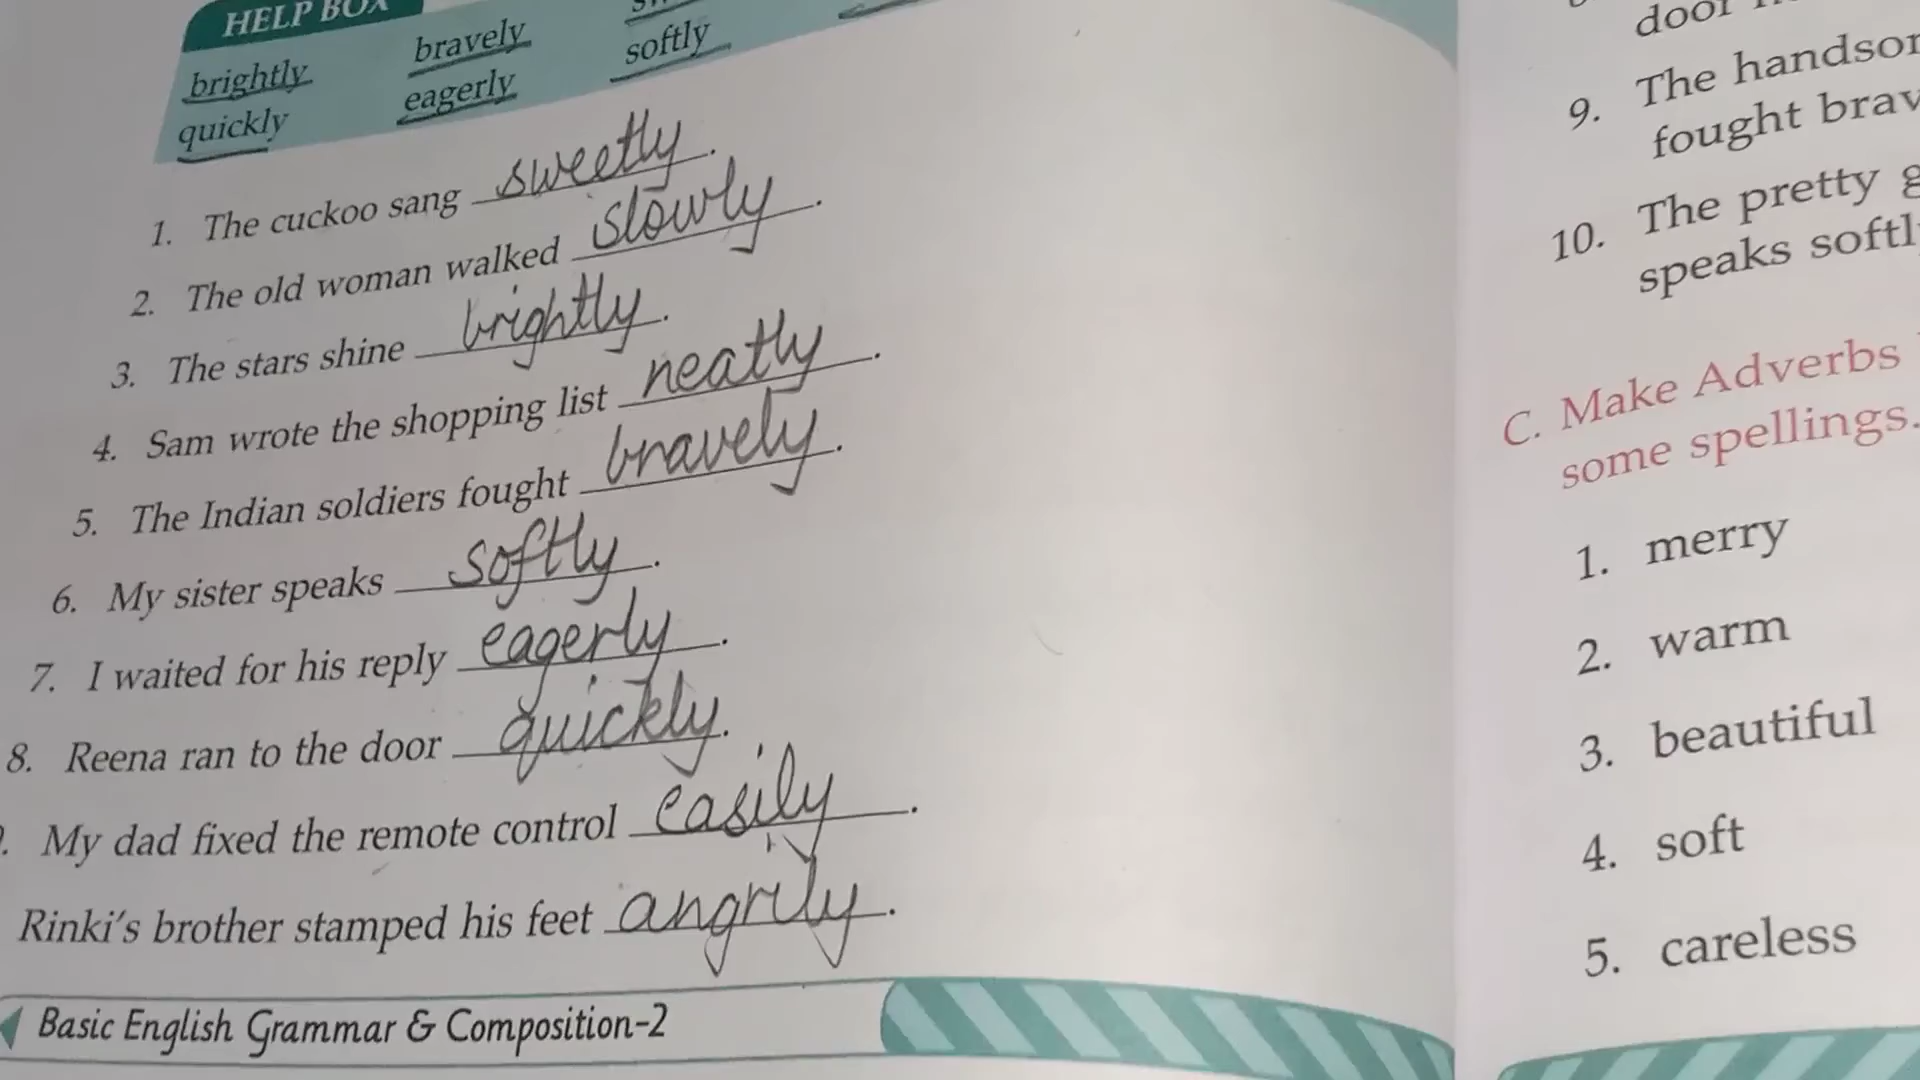 HELP BOX
brightly bravely softly
quickly eagerly
1. The cuckoo sang sweetly.
2. The old woman walked slowly.
3. The stars shine brightly.
4. Sam wrote the shopping list neatly.
5. The Indian soldiers fought bravely.
6. My sister speaks softly.
7. I waited for his reply eagerly.
8. Reena ran to the door quickly.
. My dad fixed the remote control easily.
Rinki's brother stamped his feet angrily.
Basic English Grammar & Composition-2
door
9. The handsom
fought brav
10. The pretty g
speaks softly
C. Make Adverbs
some spellings.
1. merry
2. warm
3. beautiful
4. soft
5. careless